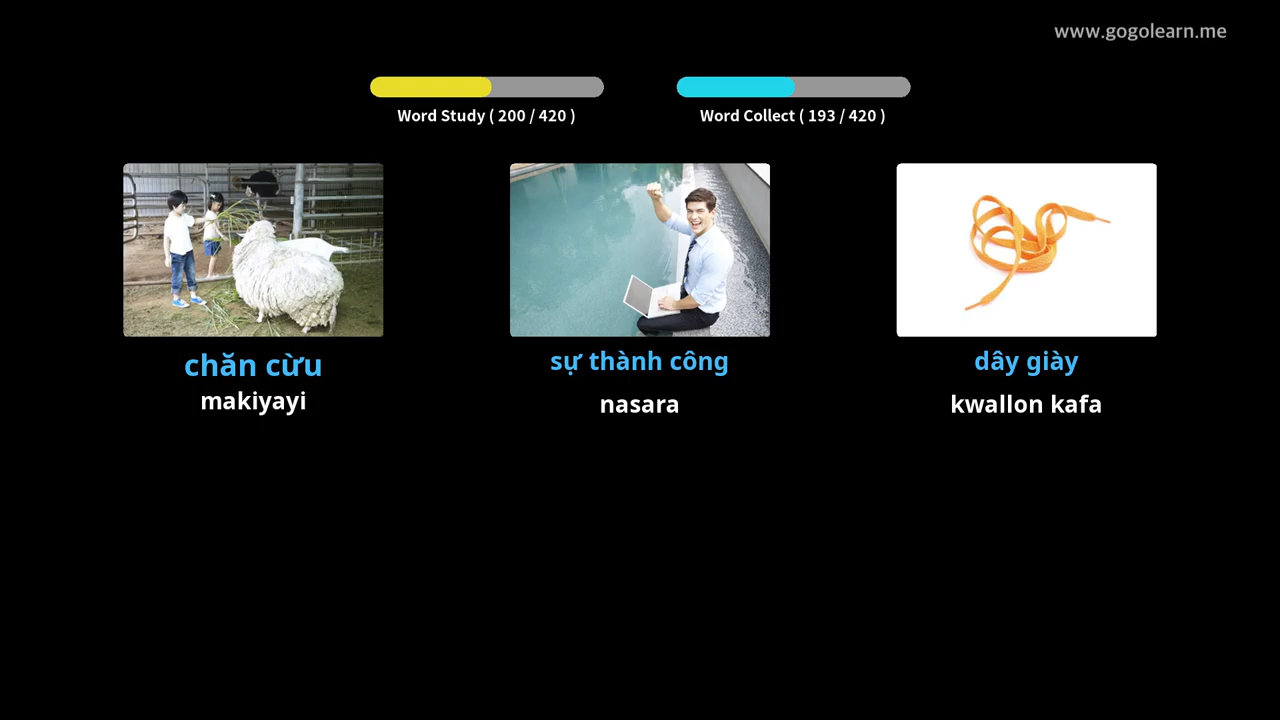 www.gogolearn.me
Word Study ( 200 / 420 )
Word Collect ( 193 / 420 )
chăn cừu
makiyayi
sự thành công
nasara
dây giày
kwallon kafa